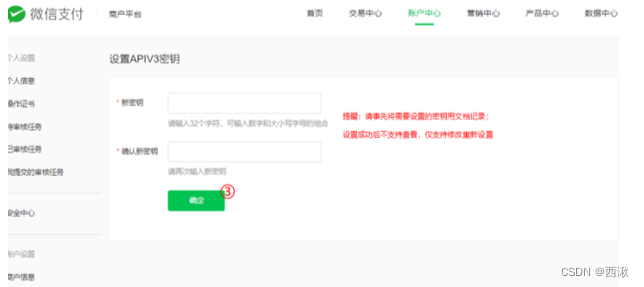 微信支付 商户平台 首页 交易中心 账户中心 营销中心 产品中心 数据中心
个人设置
个人信息
操作证书
待审核任务
已审核任务
我提交的审核任务
安全中心
账户设置
商户信息
设置APIV3密钥
* 新密钥
请输入32个字符，可输入数字和大小写字母的组合
* 确认新密钥
请再次输入新密钥
确定
③
提醒：请事先将需要设置的密钥用文档记录；
设置成功后不支持查看，仅支持修改重新设置
CSDN @西湫